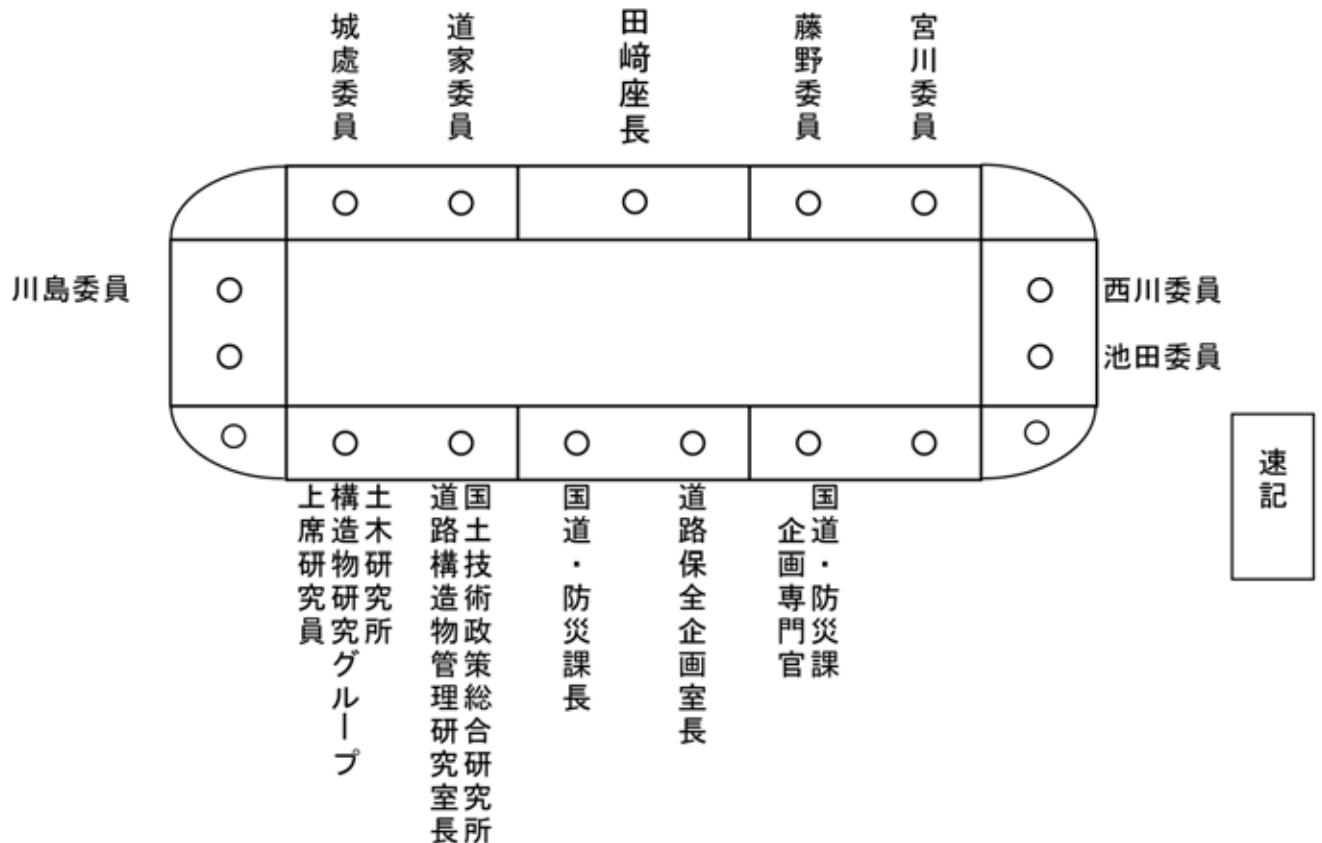 城處委員
道家委員
田﨑座長
藤野委員
宮川委員
川島委員
西川委員
池田委員
速記
土木研究所
構造物研究グループ
上席研究員
国土技術政策総合研究所
道路構造物管理研究室長
国道・防災課長
道路保全企画室長
国道・防災課
企画専門官